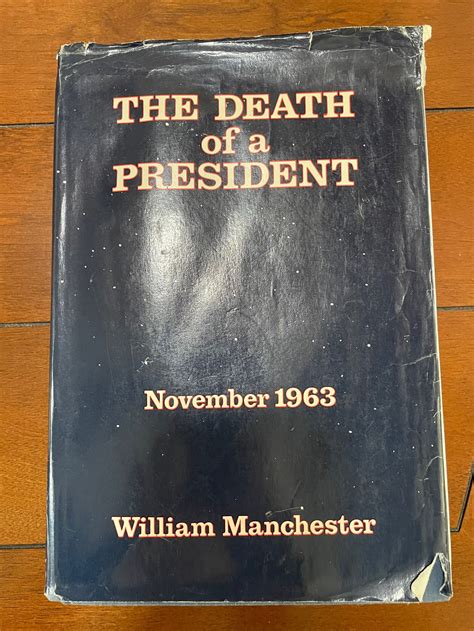 THE DEATH
of a
PRESIDENT
November 1963
William Manchester